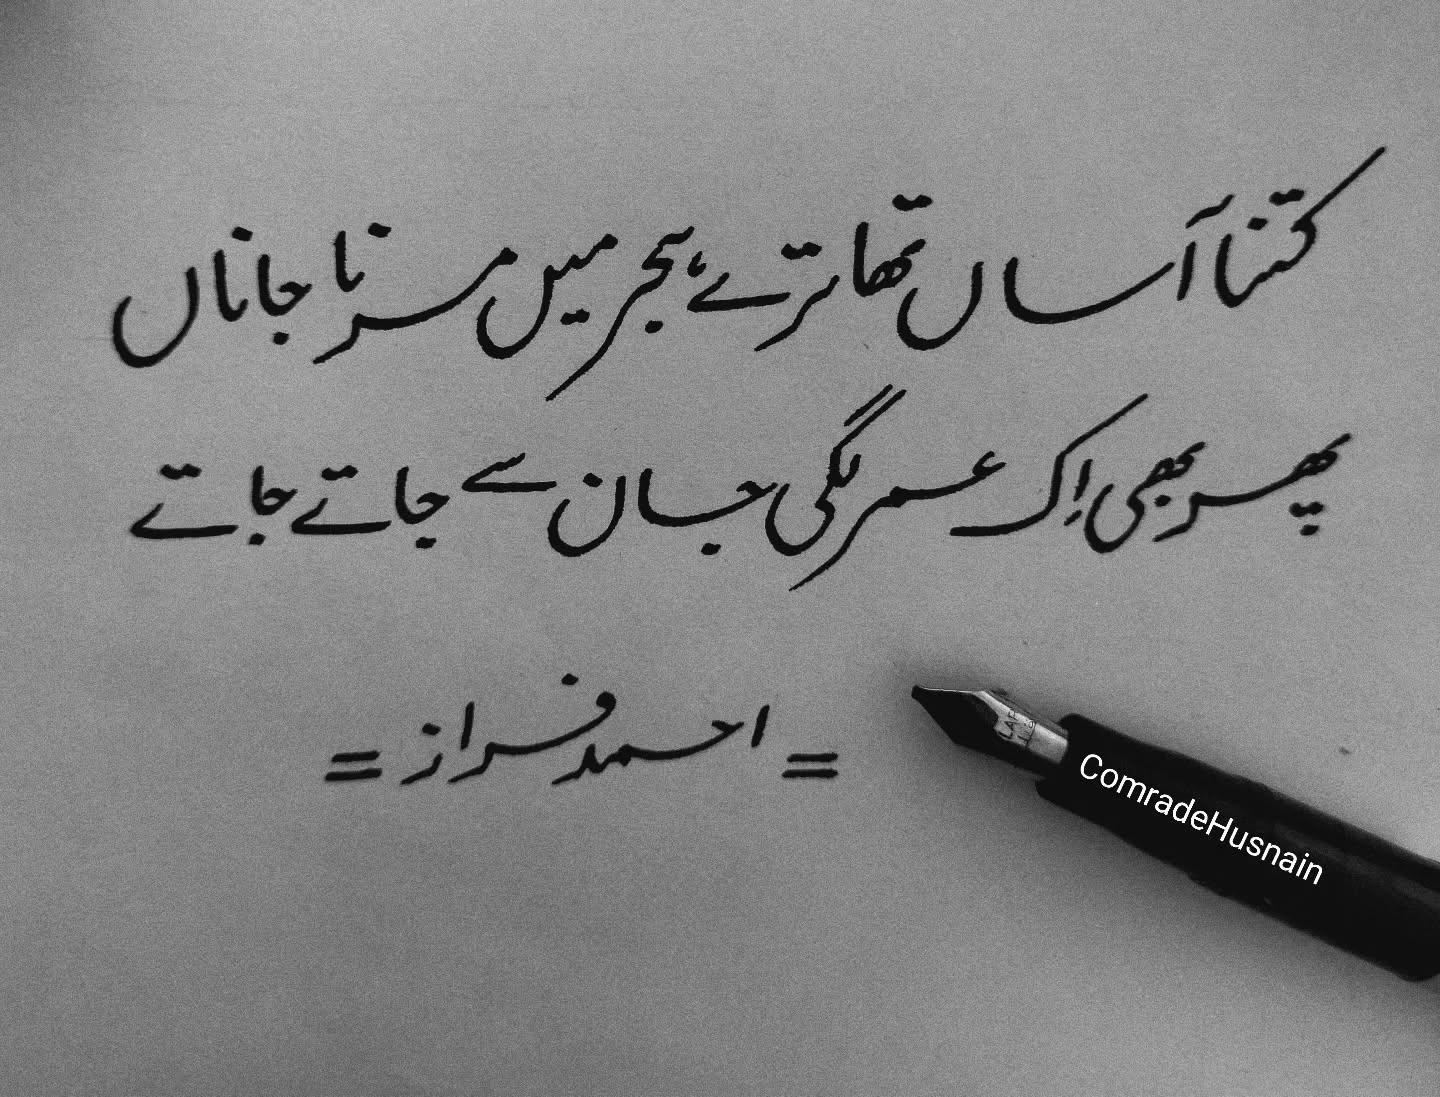 کتنا آساں تھا ترے ہجر میں مرنا جاناں
پھر بھی اِک عمر لگی جان سے جاتے جاتے
= احمد فراز =
ComradeHusnain